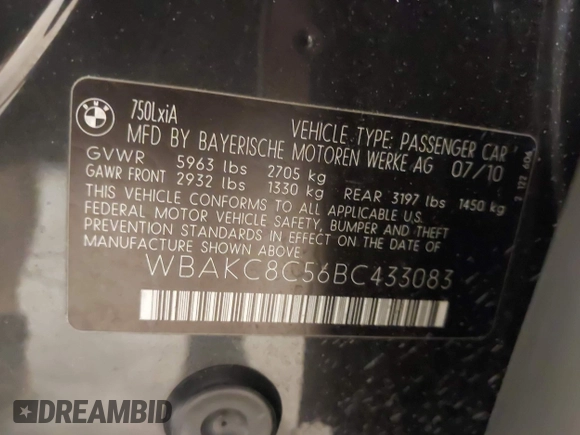 BMW
750LxiA
VEHICLE TYPE: PASSENGER CAR
MFD BY BAYERISCHE MOTOREN WERKE AG 07/10
GVWR 5963 lbs 2705 kg
GAWR FRONT 2932 lbs 1330 kg REAR 3197 lbs 1450 kg
THIS VEHICLE CONFORMS TO ALL APPLICABLE U.S.
FEDERAL MOTOR VEHICLE SAFETY, BUMPER AND THEFT
PREVENTION STANDARDS IN EFFECT ON THE DATE OF
MANUFACTURE SHOWN ABOVE.
WBAKC8C56BC433083
DREAMBID